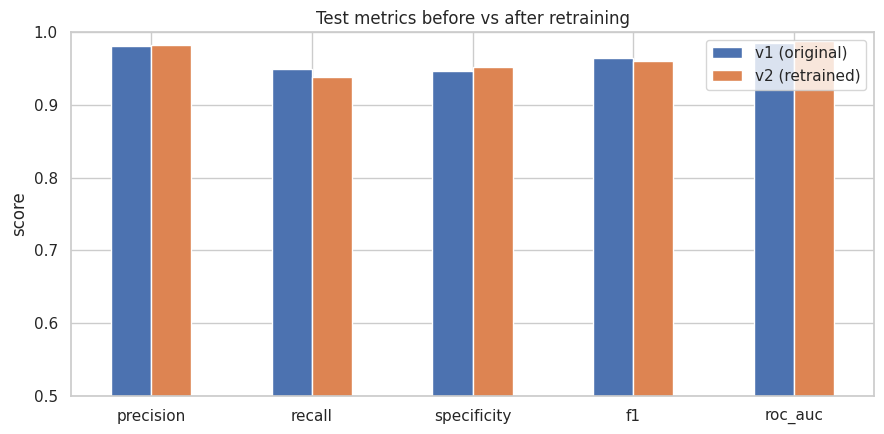 Test metrics before vs after retraining
v1 (original)
v2 (retrained)
score
1.0
0.9
0.8
0.7
0.6
0.5
precision recall specificity f1 roc_auc